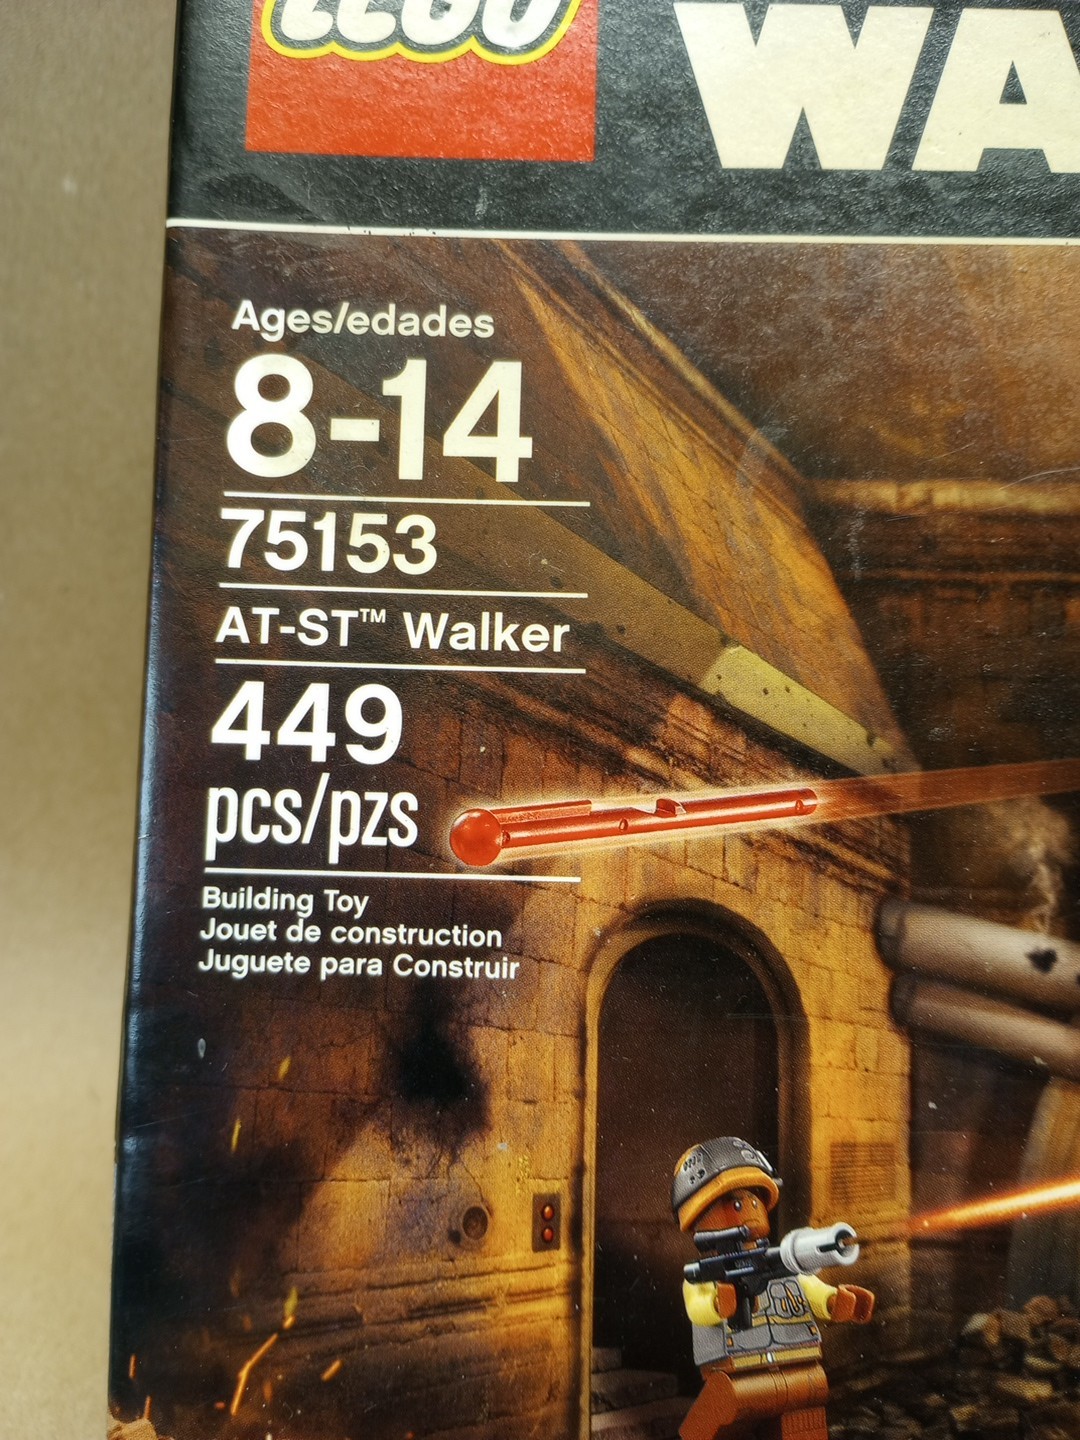 LEGO
WA
Ages/edades
8-14
75153
AT-ST™ Walker
449
pcs/pzs
Building Toy
Jouet de construction
Juguete para Construir